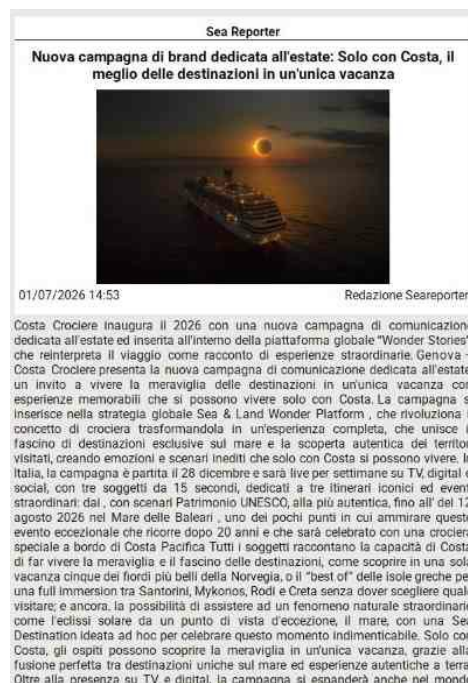 Sea Reporter
Nuova campagna di brand dedicata all'estate: Solo con Costa, il
meglio delle destinazioni in un'unica vacanza
01/07/2026 14:53
Redazione Seareporter
Costa Crociere inaugura il 2026 con una nuova campagna di comunicazion
dedicata all'estate ed inserita all'interno della piattaforma globale "Wonder Stories"
che reinterpreta il viaggio come racconto di esperienze straordinarie. Genova -
Costa Crociere presenta la nuova campagna di comunicazione dedicata all'estate
un invito a vivere la meraviglia delle destinazioni in un'unica vacanza con
esperienze memorabili che si possono vivere solo con Costa. La campagna s
inserisce nella strategia globale Sea & Land Wonder Platform , che rivoluziona i
concetto di crociera trasformandola in un'esperienza completa, che unisce i
fascino di destinazioni esclusive sul mare e la scoperta autentica dei territor
visitati, creando emozioni e scenari inediti che solo con Costa si possono vivere. In
Italia, la campagna è partita il 28 dicembre e sarà live per settimane su TV, digital e
social, con tre soggetti da 15 secondi, dedicati a tre itinerari iconici ed event
straordinari: dal , con scenari Patrimonio UNESCO, alla più autentica, fino all' del 12
agosto 2026 nel Mare delle Baleari , uno dei pochi punti in cui ammirare quest
evento eccezionale che ricorre dopo 20 anni e che sarà celebrato con una crociera
speciale a bordo di Costa Pacifica Tutti i soggetti raccontano la capacità di Costa
di far vivere la meraviglia e il fascino delle destinazioni, come scoprire in una sola
vacanza cinque dei fiordi più belli della Norvegia, o il "best of" delle isole greche pe
una full immersion tra Santorini, Mykonos, Rodi e Creta senza dover scegliere qual
visitare; e ancora, la possibilità di assistere ad un fenomeno naturale straordinari
come l'eclissi solare da un punto di vista d'eccezione, il mare, con una Sea
Destination ideata ad hoc per celebrare questo momento indimenticabile. Solo con
Costa, gli ospiti possono scoprire la meraviglia in un'unica vacanza, grazie alla
fusione perfetta tra destinazioni uniche sul mare ed esperienze autentiche a terra
Oltre alla presenza su TV e digital, la campagna si espanderà anche nel mond